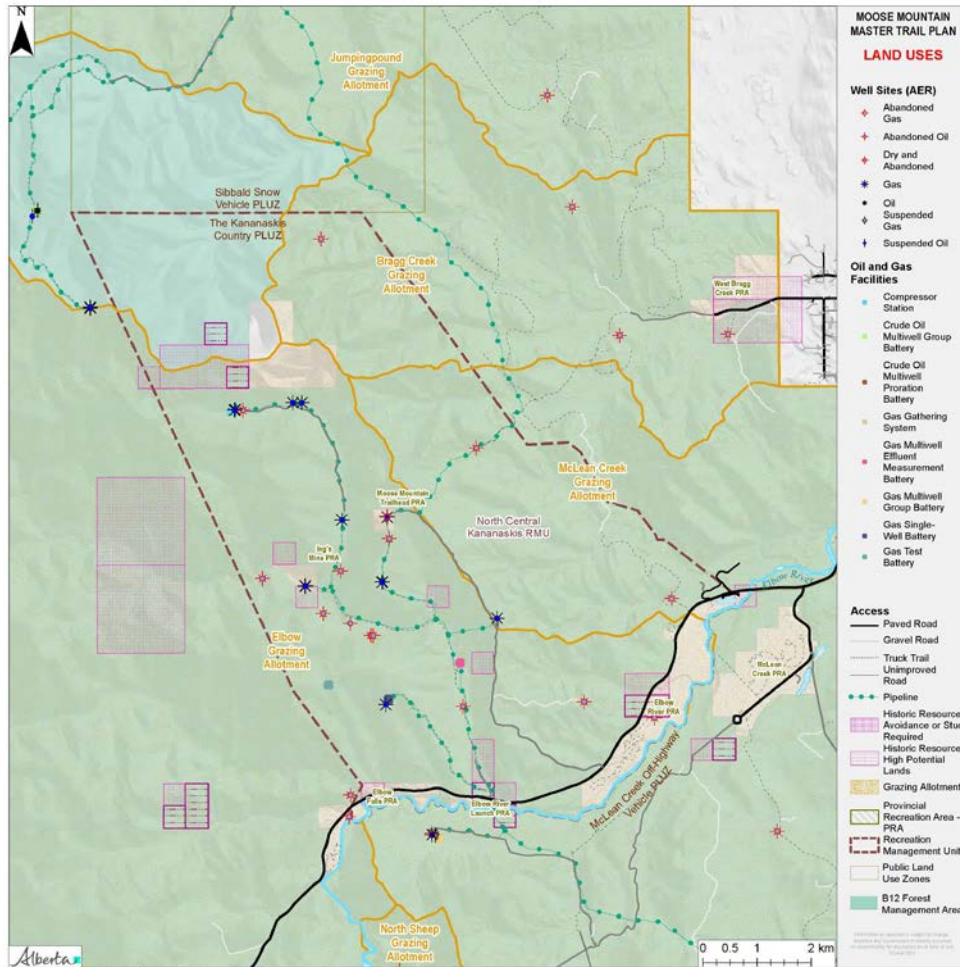 N
MOOSE MOUNTAIN
MASTER TRAIL PLAN
LAND USES
Well Sites (AER)
Abandoned
Gas
Abandoned Oil
Dry and
Abandoned
Gas
Oil
Suspended
Gas
Suspended Oil
Oil and Gas
Facilities
Compressor
Station
Crude Oil
Multiwell Group
Battery
Crude Oil
Multiwell
Proration
Battery
Gas Gathering
System
Gas Multiwell
Effluent
Measurement
Battery
Gas Multiwell
Group Battery
Gas Single-
Well Battery
Gas Test
Battery
Access
Paved Road
Gravel Road
Truck Trail
Unimproved
Road
Pipeline
Historic Resource
Avoidance or Stud
Required
Historic Resource
High Potential
Lands
Grazing Allotment
Provincial
Recreation Area -
PRA
Recreation
Management Unit
Public Land
Use Zones
B12 Forest
Management Area
Jumpingpound
Grazing
Allotment
Sibbald Snow
Vehicle PLUZ
The Kananaskis
Country PLUZ
Bragg Creek
Grazing
Allotment
West Bragg
Creek PRA
McLean Creek
Grazing
Allotment
Moose Mountain
Trailhead PRA
North Central
Kananaskis RMU
Ing's
Mine PRA
Elbow River
Elbow
Grazing
Allotment
McLean
Creek PRA
Elbow
River PRA
McLean Creek Off-Highway
Vehicle PLUZ
Elbow
Falls PRA
Elbow River
Launch PRA
North Sheep
Grazing
Allotment
Alberta
0 0.5 1 2 km